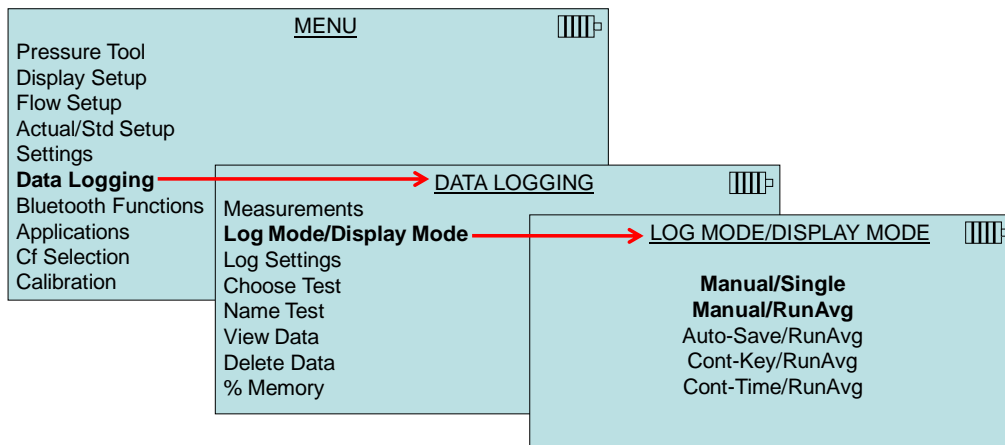 MENU
Pressure Tool
Display Setup
Flow Setup
Actual/Std Setup
Settings
Data Logging
Bluetooth Functions
Applications
Cf Selection
Calibration
DATA LOGGING
Measurements
Log Mode/Display Mode
Log Settings
Choose Test
Name Test
View Data
Delete Data
% Memory
LOG MODE/DISPLAY MODE
Manual/Single
Manual/RunAvg
Auto-Save/RunAvg
Cont-Key/RunAvg
Cont-Time/RunAvg